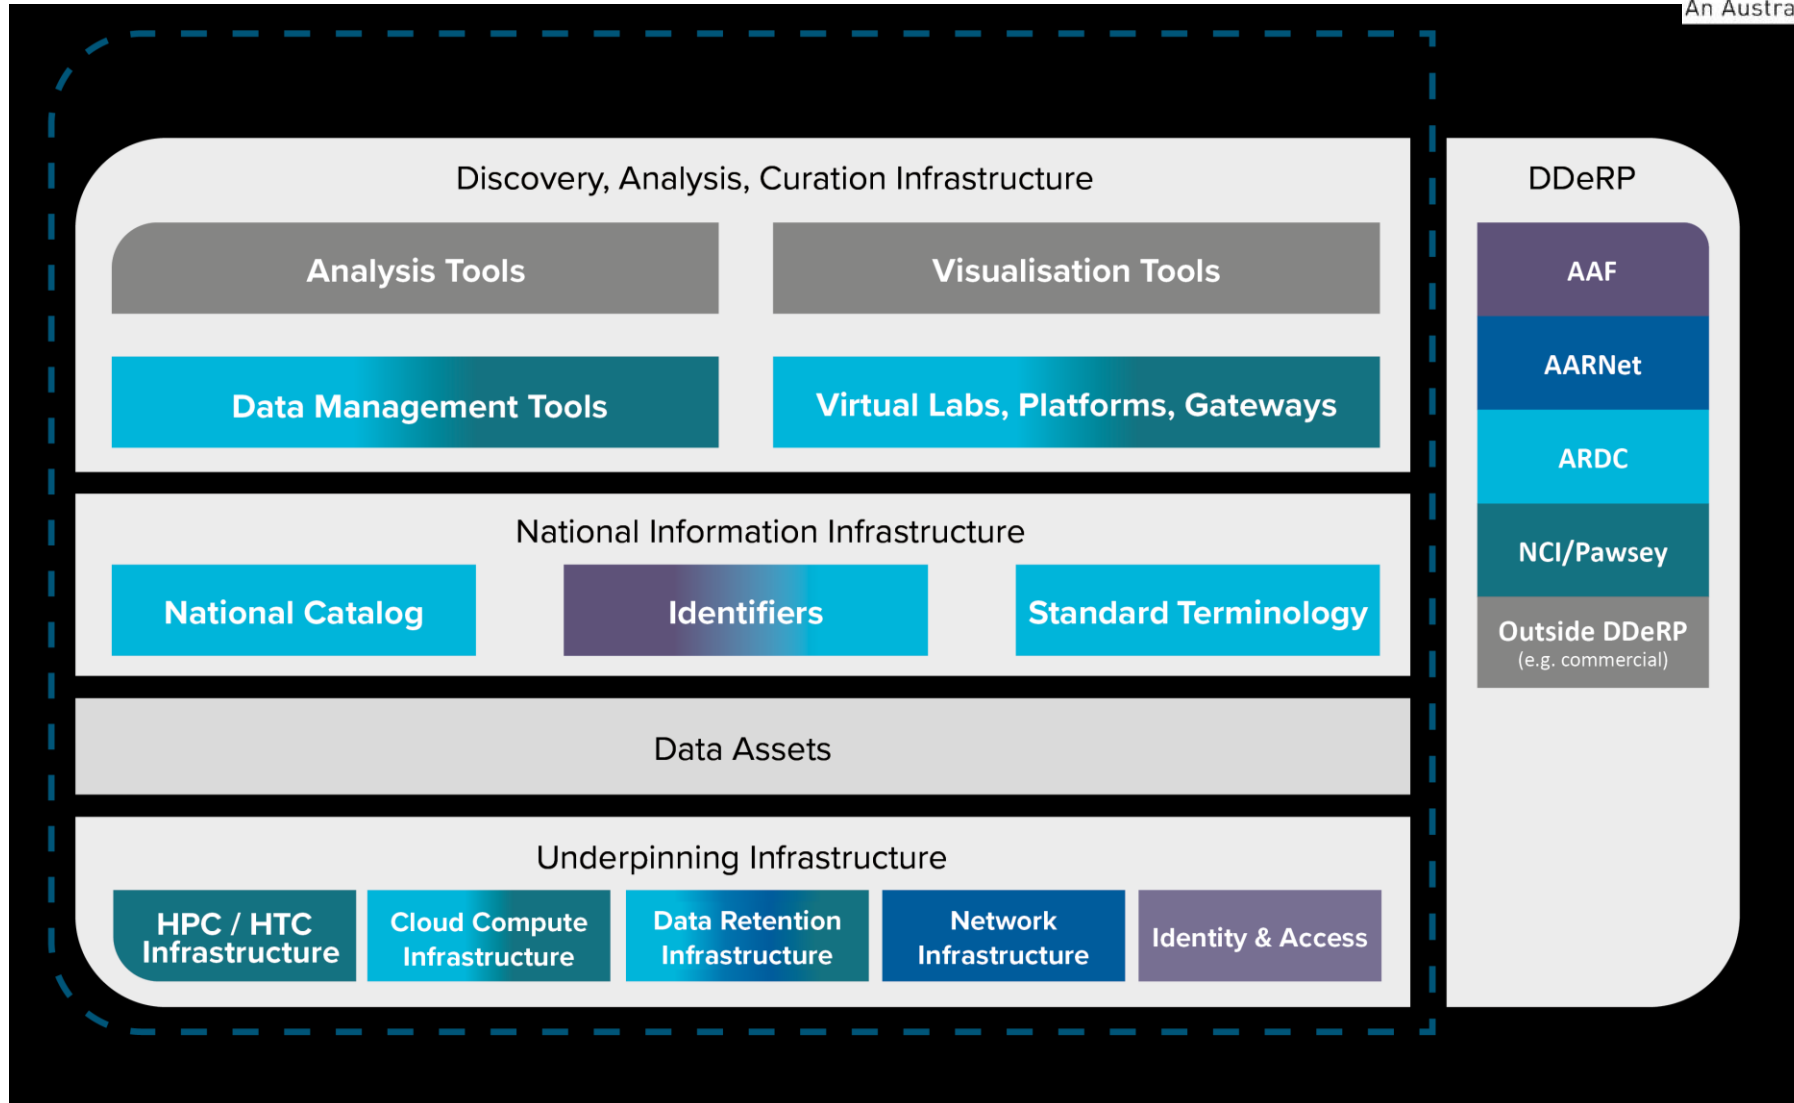 An Austra
Discovery, Analysis, Curation Infrastructure
Analysis Tools
Visualisation Tools
Data Management Tools
Virtual Labs, Platforms, Gateways
National Information Infrastructure
National Catalog
Identifiers
Standard Terminology
Data Assets
Underpinning Infrastructure
HPC / HTC
Infrastructure
Cloud Compute
Infrastructure
Data Retention
Infrastructure
Network
Infrastructure
Identity & Access
DDeRP
AAF
AARNet
ARDC
NCI/Pawsey
Outside DDeRP
(e.g. commercial)